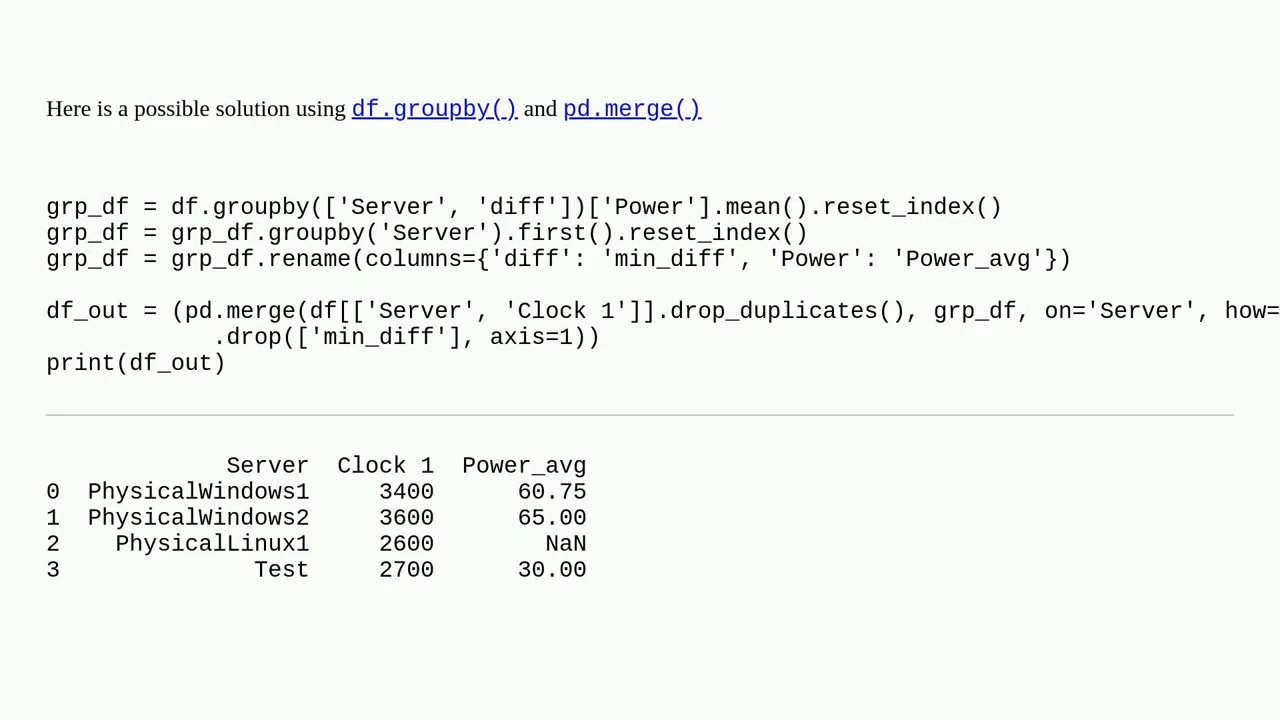 Here is a possible solution using df.groupby() and pd.merge()
grp_df = df.groupby(['Server', 'diff'])['Power'].mean().reset_index()
grp_df = grp_df.groupby('Server').first().reset_index()
grp_df = grp_df.rename(columns={'diff': 'min_diff', 'Power': 'Power_avg'})
df_out = (pd.merge(df[['Server', 'Clock 1']].drop_duplicates(), grp_df, on='Server', how=
            .drop(['min_diff'], axis=1))
print(df_out)
             Server  Clock 1  Power_avg
0  PhysicalWindows1     3400      60.75
1  PhysicalWindows2     3600      65.00
2    PhysicalLinux1     2600        NaN
3              Test     2700      30.00